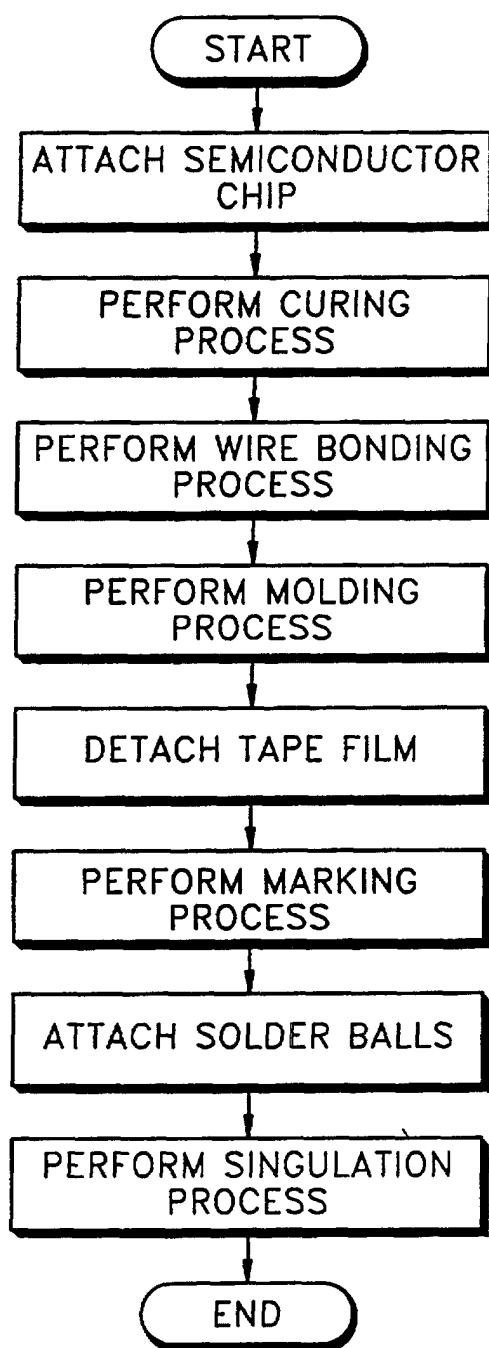 START
ATTACH SEMICONDUCTOR
CHIP
PERFORM CURING
PROCESS
PERFORM WIRE BONDING
PROCESS
PERFORM MOLDING
PROCESS
DETACH TAPE FILM
PERFORM MARKING
PROCESS
ATTACH SOLDER BALLS
PERFORM SINGULATION
PROCESS
END